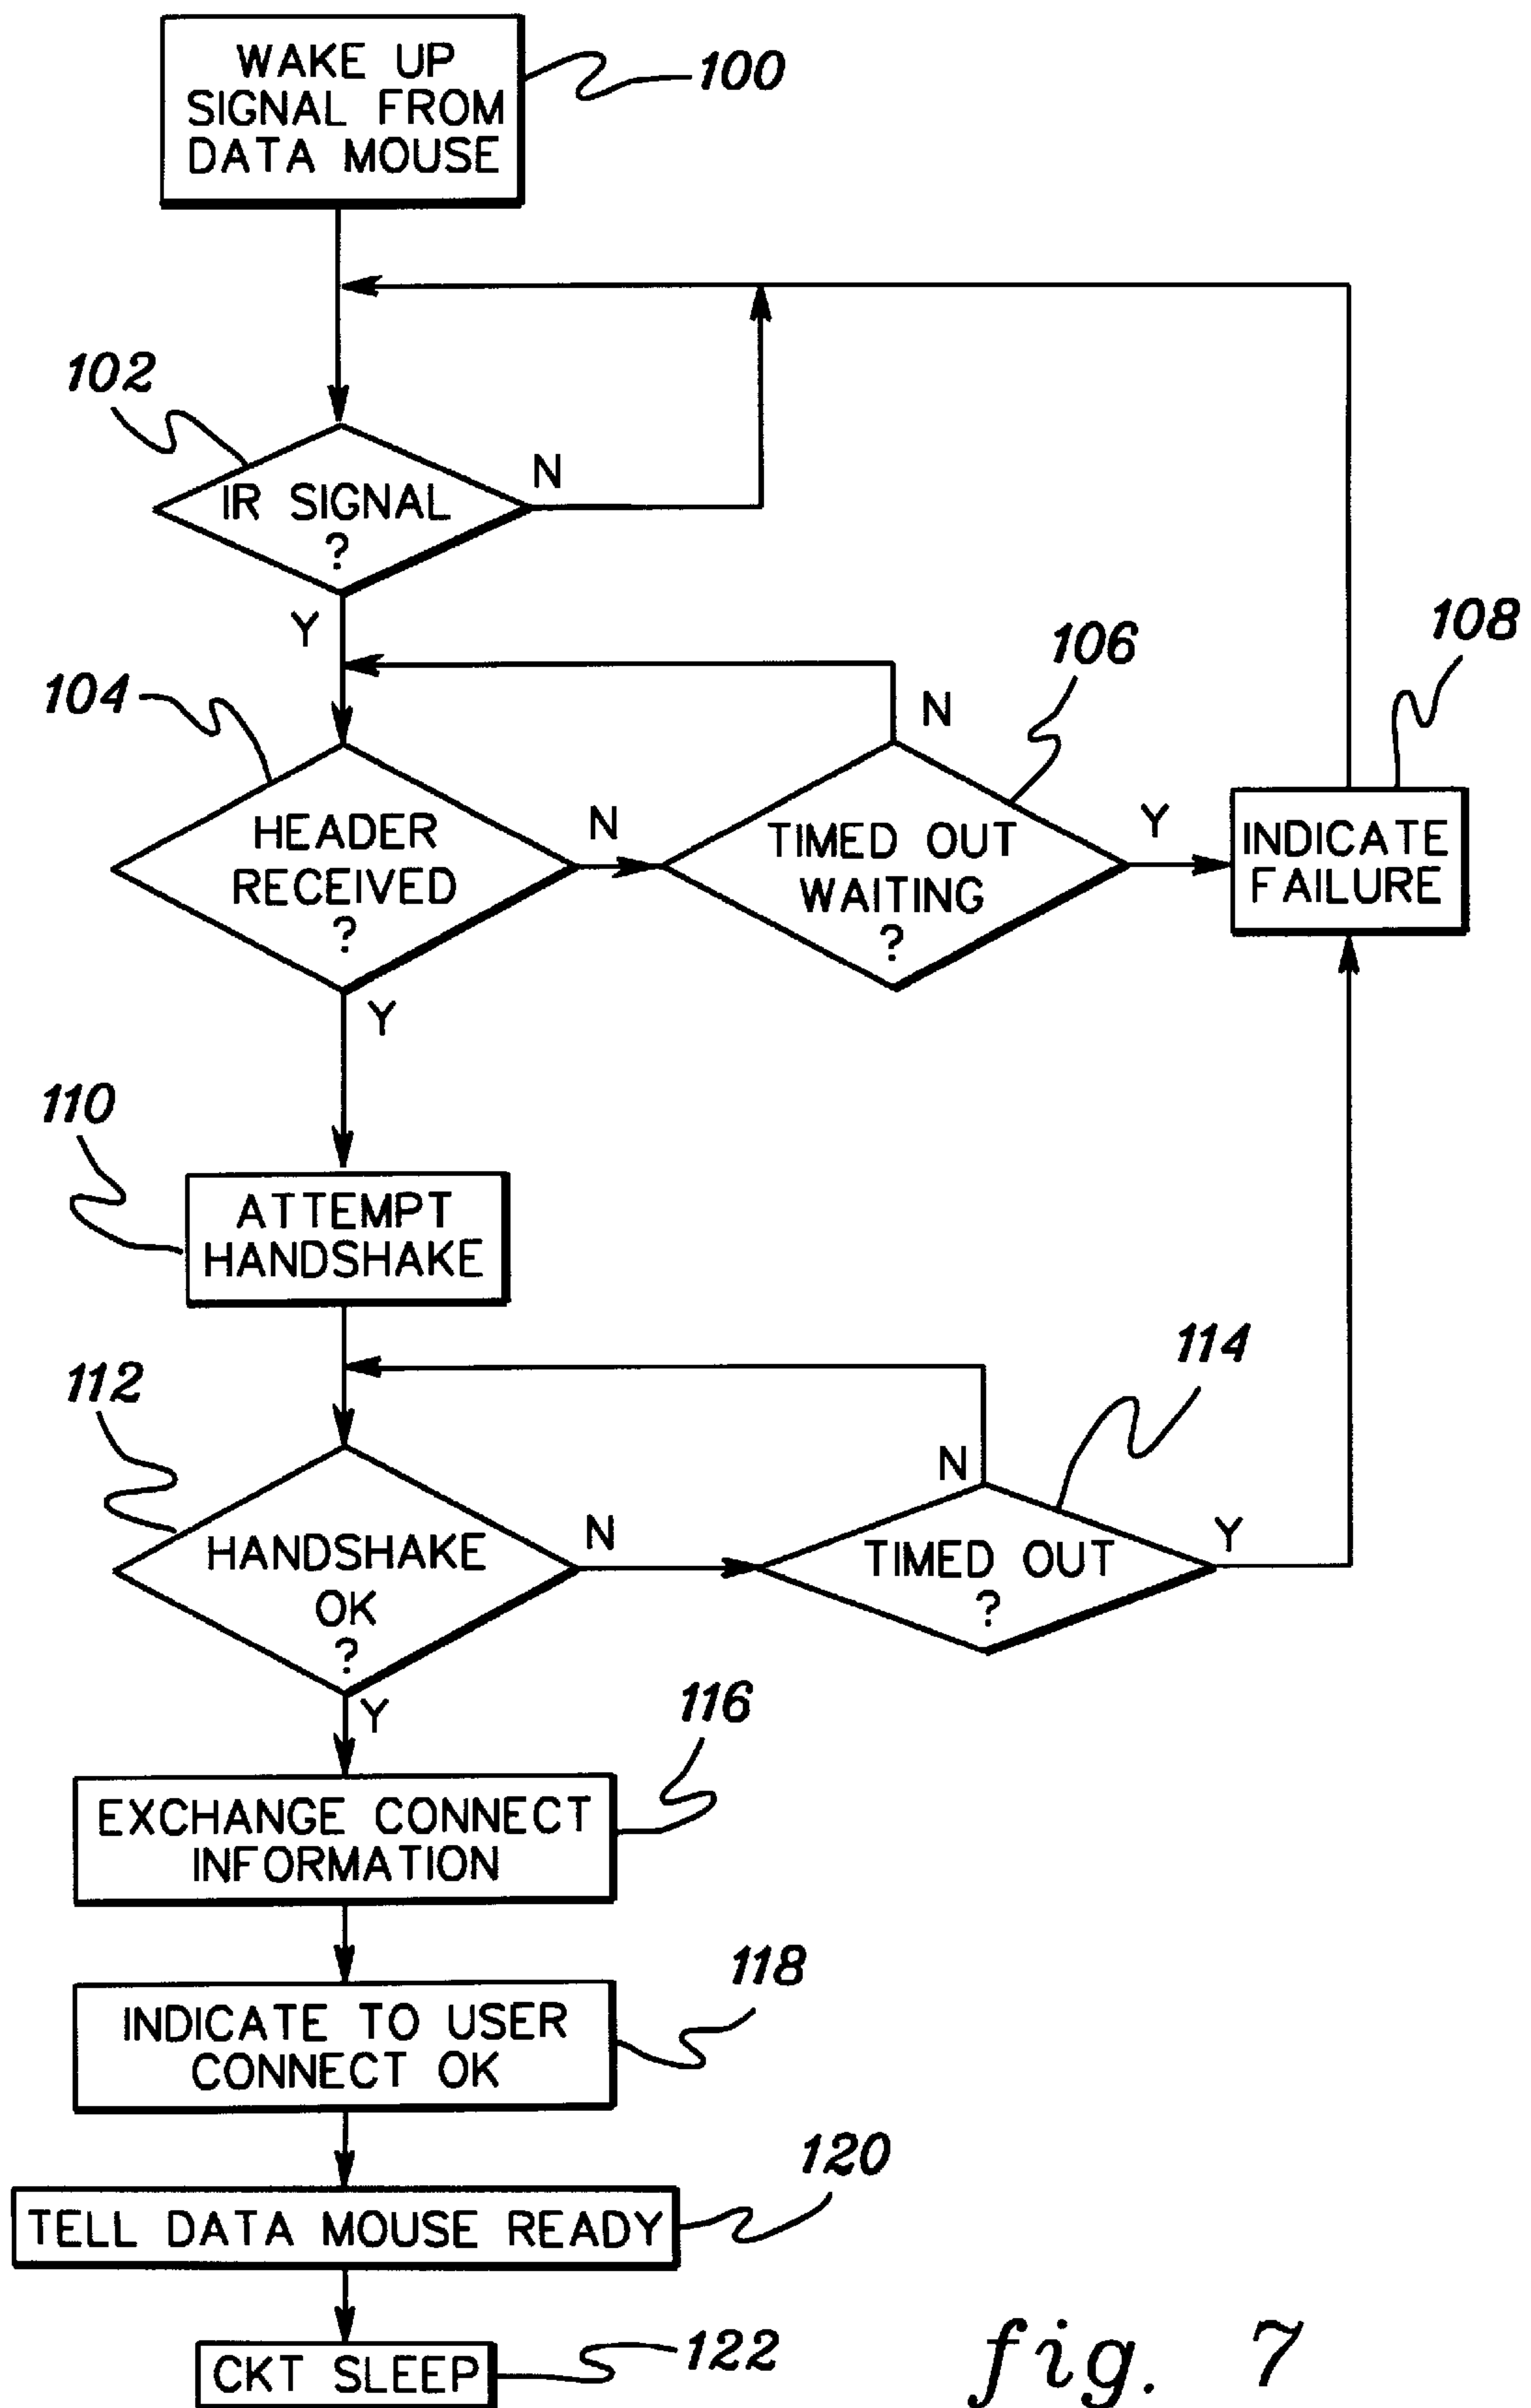 WAKE UP
SIGNAL FROM
DATA MOUSE
100
102
IR SIGNAL
?
N
Y
104
HEADER
RECEIVED
?
N
Y
106
TIMED OUT
WAITING
?
N
Y
108
INDICATE
FAILURE
110
ATTEMPT
HANDSHAKE
112
HANDSHAKE
OK
?
N
Y
114
TIMED OUT
?
N
Y
116
EXCHANGE CONNECT
INFORMATION
118
INDICATE TO USER
CONNECT OK
120
TELL DATA MOUSE READY
122
CKT SLEEP
fig. 7